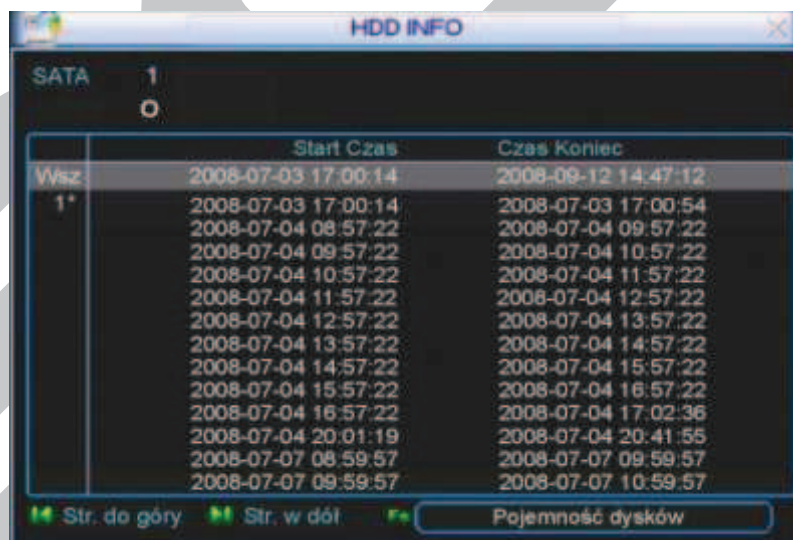 HDD INFO
SATA 1
O
Start Czas Czas Koniec
Wsz 2008-07-03 17:00:14 2008-09-12 14:47:12
1* 2008-07-03 17:00:14 2008-07-03 17:00:54
2008-07-04 08:57:22 2008-07-04 09:57:22
2008-07-04 09:57:22 2008-07-04 10:57:22
2008-07-04 10:57:22 2008-07-04 11:57:22
2008-07-04 11:57:22 2008-07-04 12:57:22
2008-07-04 12:57:22 2008-07-04 13:57:22
2008-07-04 13:57:22 2008-07-04 14:57:22
2008-07-04 14:57:22 2008-07-04 15:57:22
2008-07-04 15:57:22 2008-07-04 16:57:22
2008-07-04 16:57:22 2008-07-04 17:02:36
2008-07-04 20:01:19 2008-07-04 20:41:55
2008-07-07 08:59:57 2008-07-07 09:59:57
2008-07-07 09:59:57 2008-07-07 10:59:57
Str. do góry Str. w dół Pojemność dysków